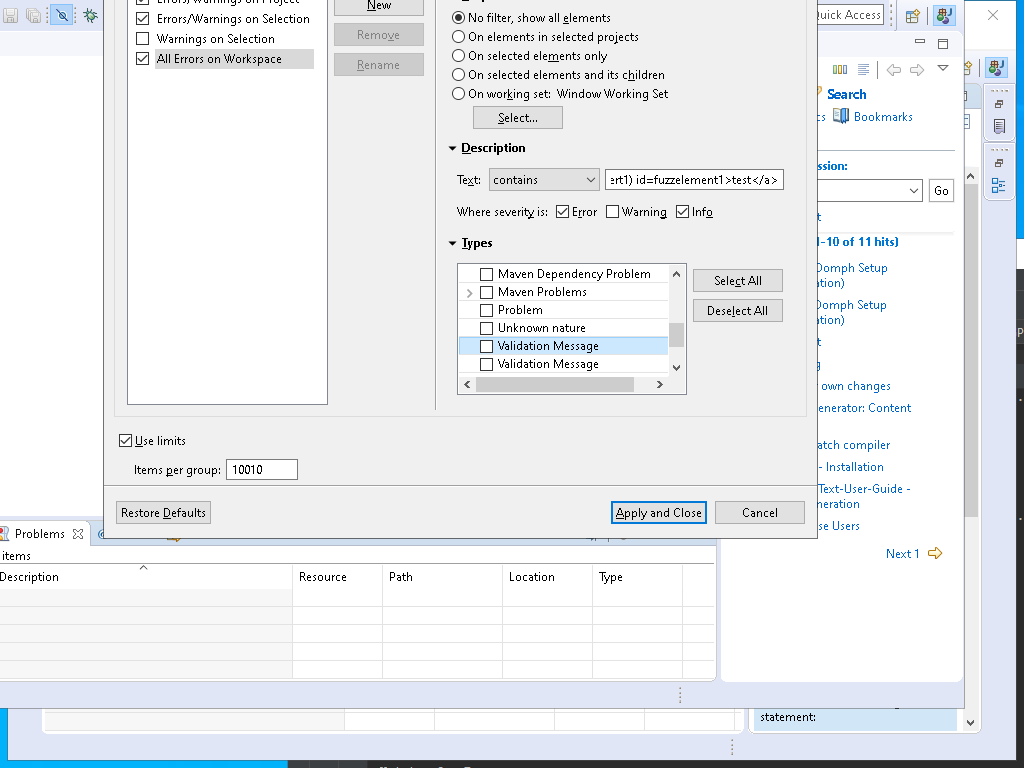 Errors/Warnings on Project
Errors/Warnings on Selection
Warnings on Selection
All Errors on Workspace
New
Remove
Rename
No filter, show all elements
On elements in selected projects
On selected elements only
On selected elements and its children
On working set: Window Working Set
Select...
Description
Text:
contains
ert1) id=fuzzelement1>test</a>
Where severity is:
Error
Warning
Info
Types
Maven Dependency Problem
Maven Problems
Problem
Unknown nature
Validation Message
Validation Message
Select All
Deselect All
Use limits
Items per group:
10010
Restore Defaults
Apply and Close
Cancel
Quick Access
Search
Bookmarks
ssion:
Go
1-10 of 11 hits)
Domph Setup
ation)
Domph Setup
ation)
own changes
enerator: Content
atch compiler
- Installation
Text-User-Guide -
neration
se Users
Next 1
Problems
items
Description
Resource
Path
Location
Type
statement: